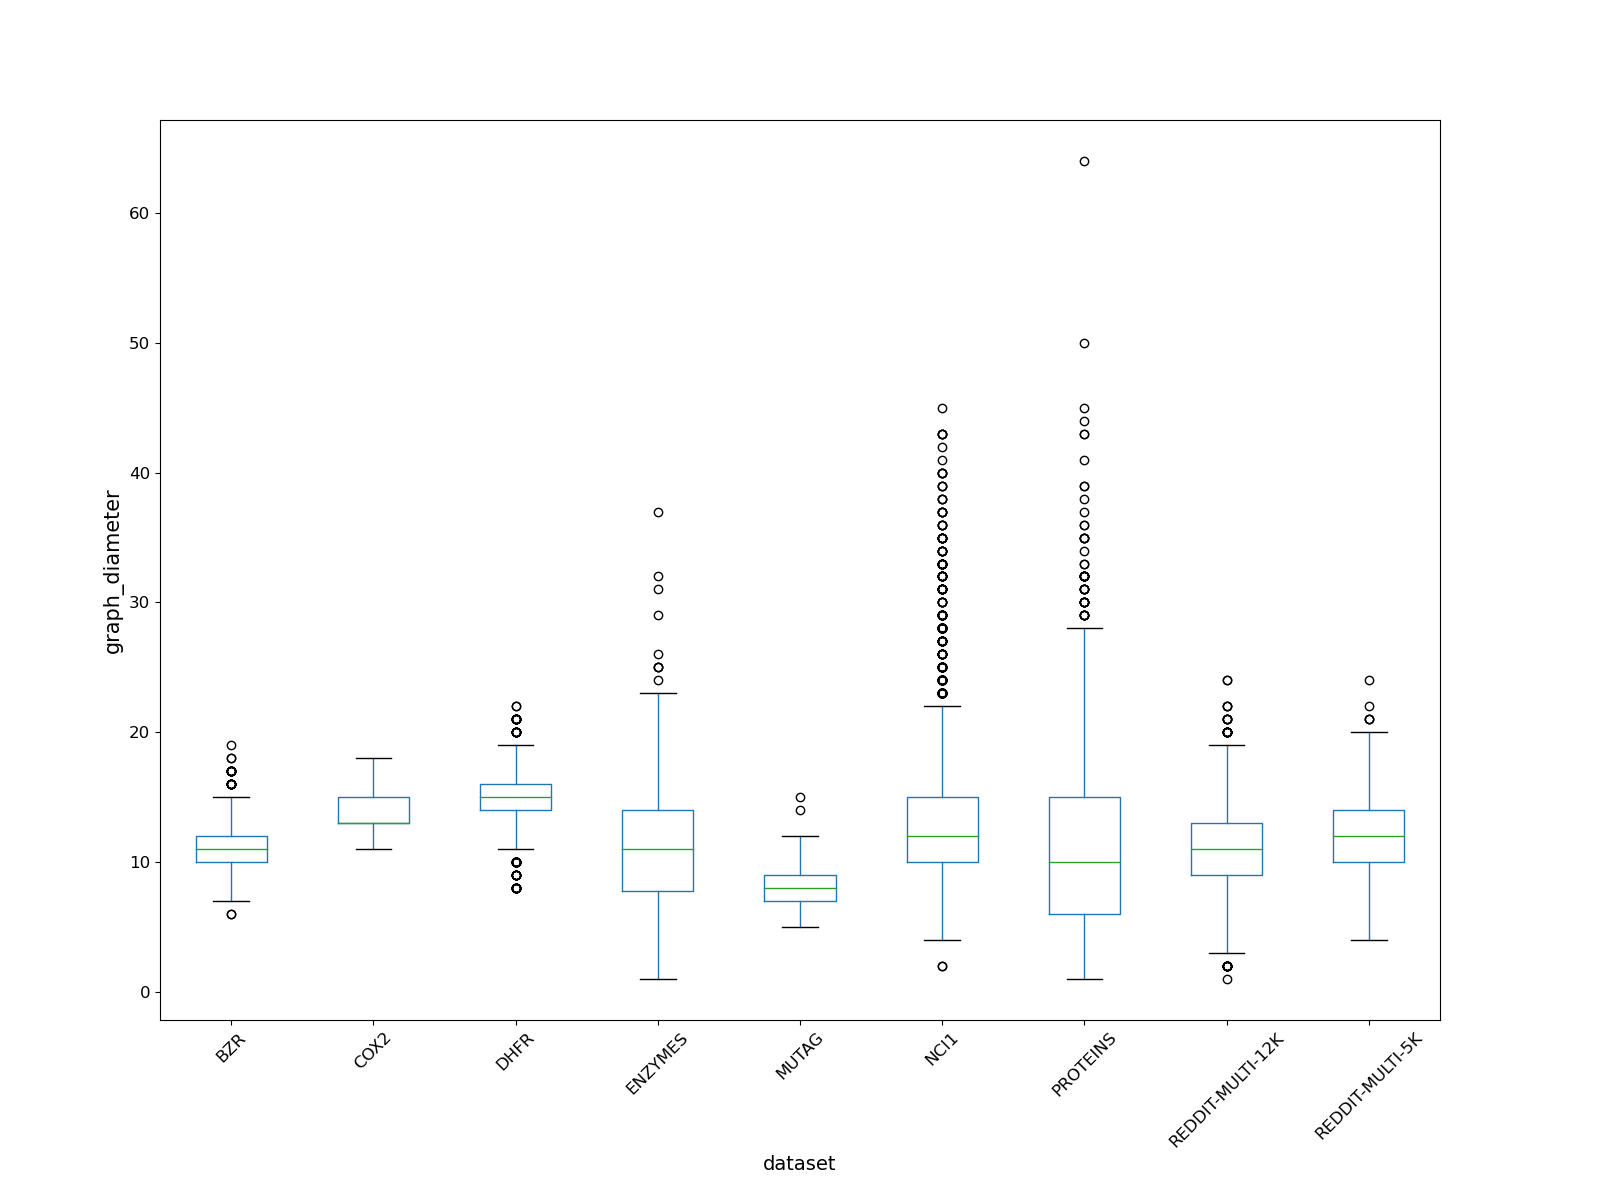 graph_diameter
60
50
40
30
20
10
0
BZR
COX2
DHFR
ENZYMES
MUTAG
NCI1
PROTEINS
REDDIT-MULTI-12K
REDDIT-MULTI-5K
dataset